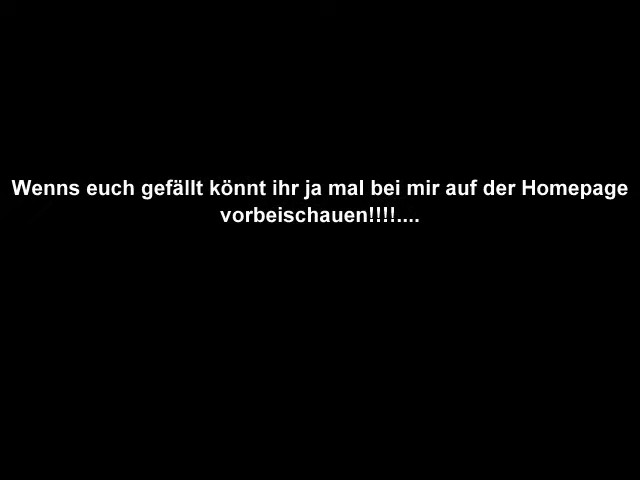 Wenns euch gefällt könnt ihr ja mal bei mir auf der Homepage
vorbeischauen!!!!....